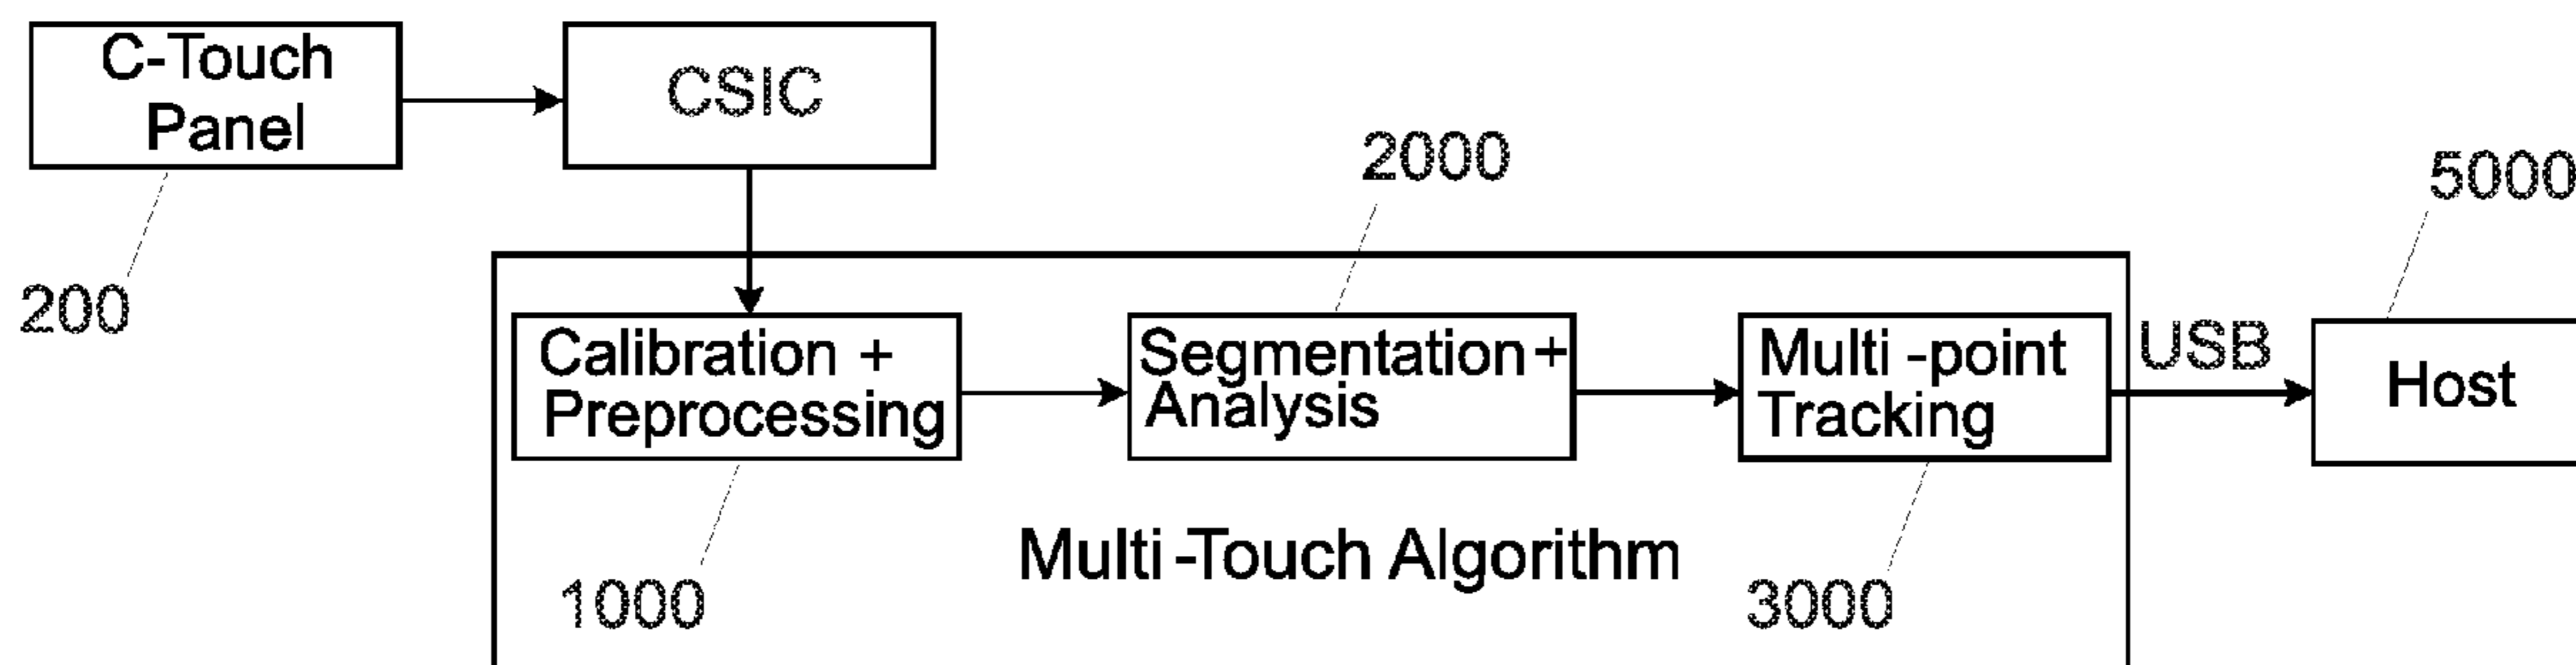 C-Touch
Panel
CSIC
2000
5000
200
Calibration +
Preprocessing
Segmentation +
Analysis
Multi -point
Tracking
USB
Host
Multi -Touch Algorithm
1000
3000